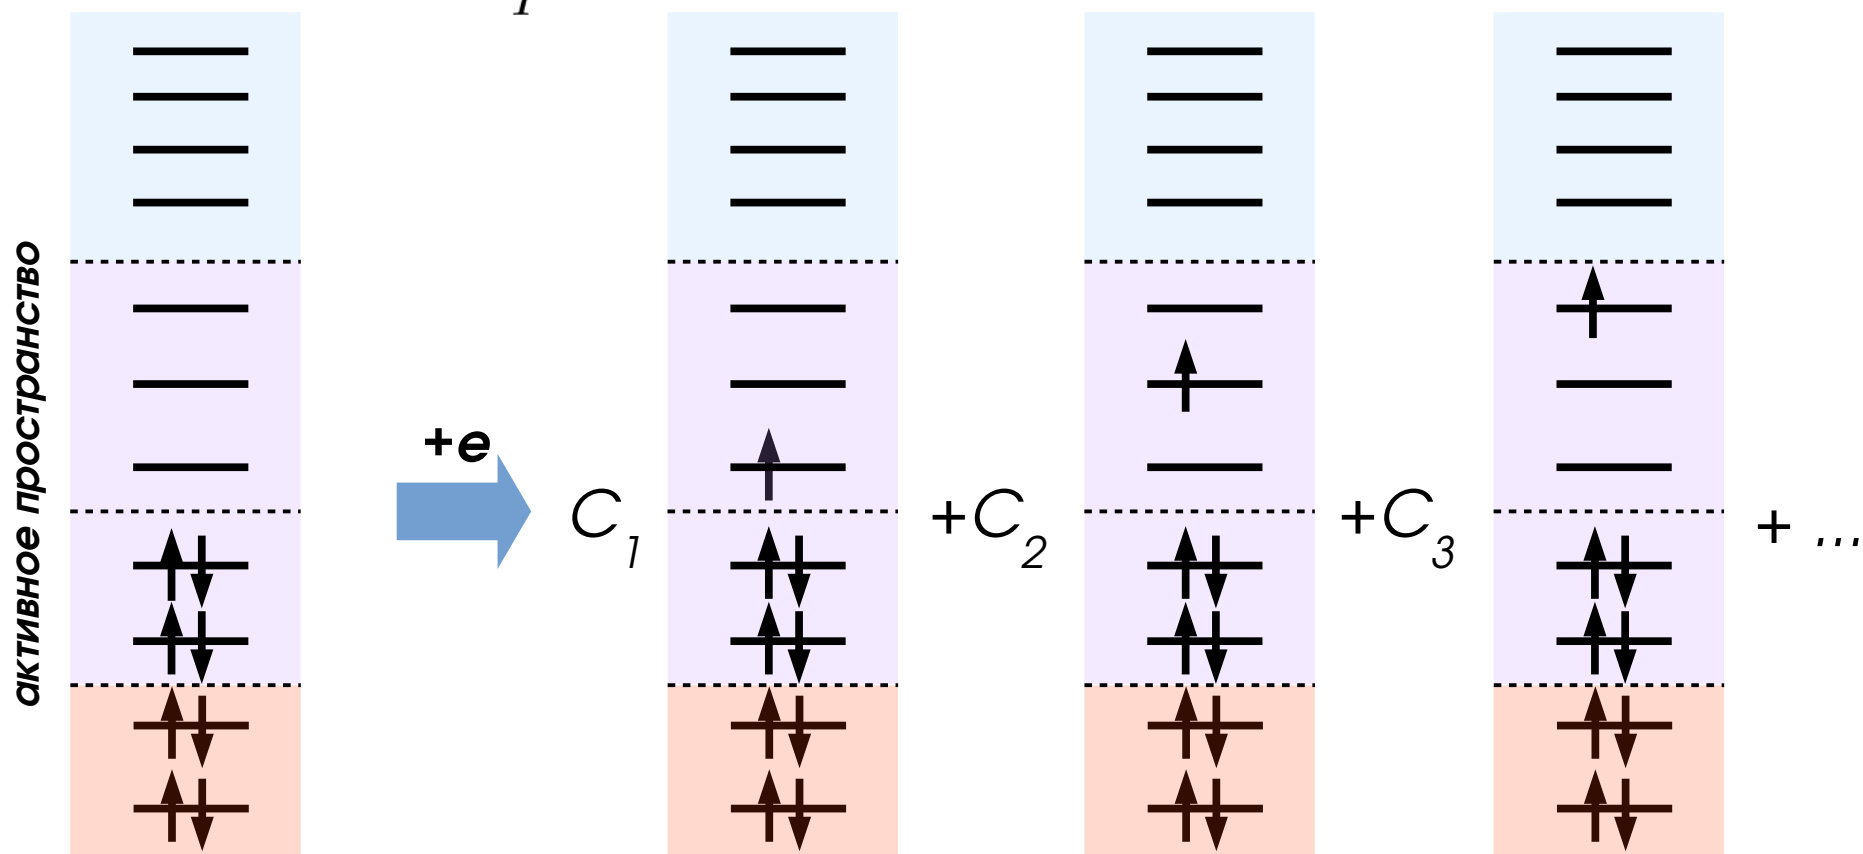 активное пространство
+e
C1
+C2
+C3
+ ...